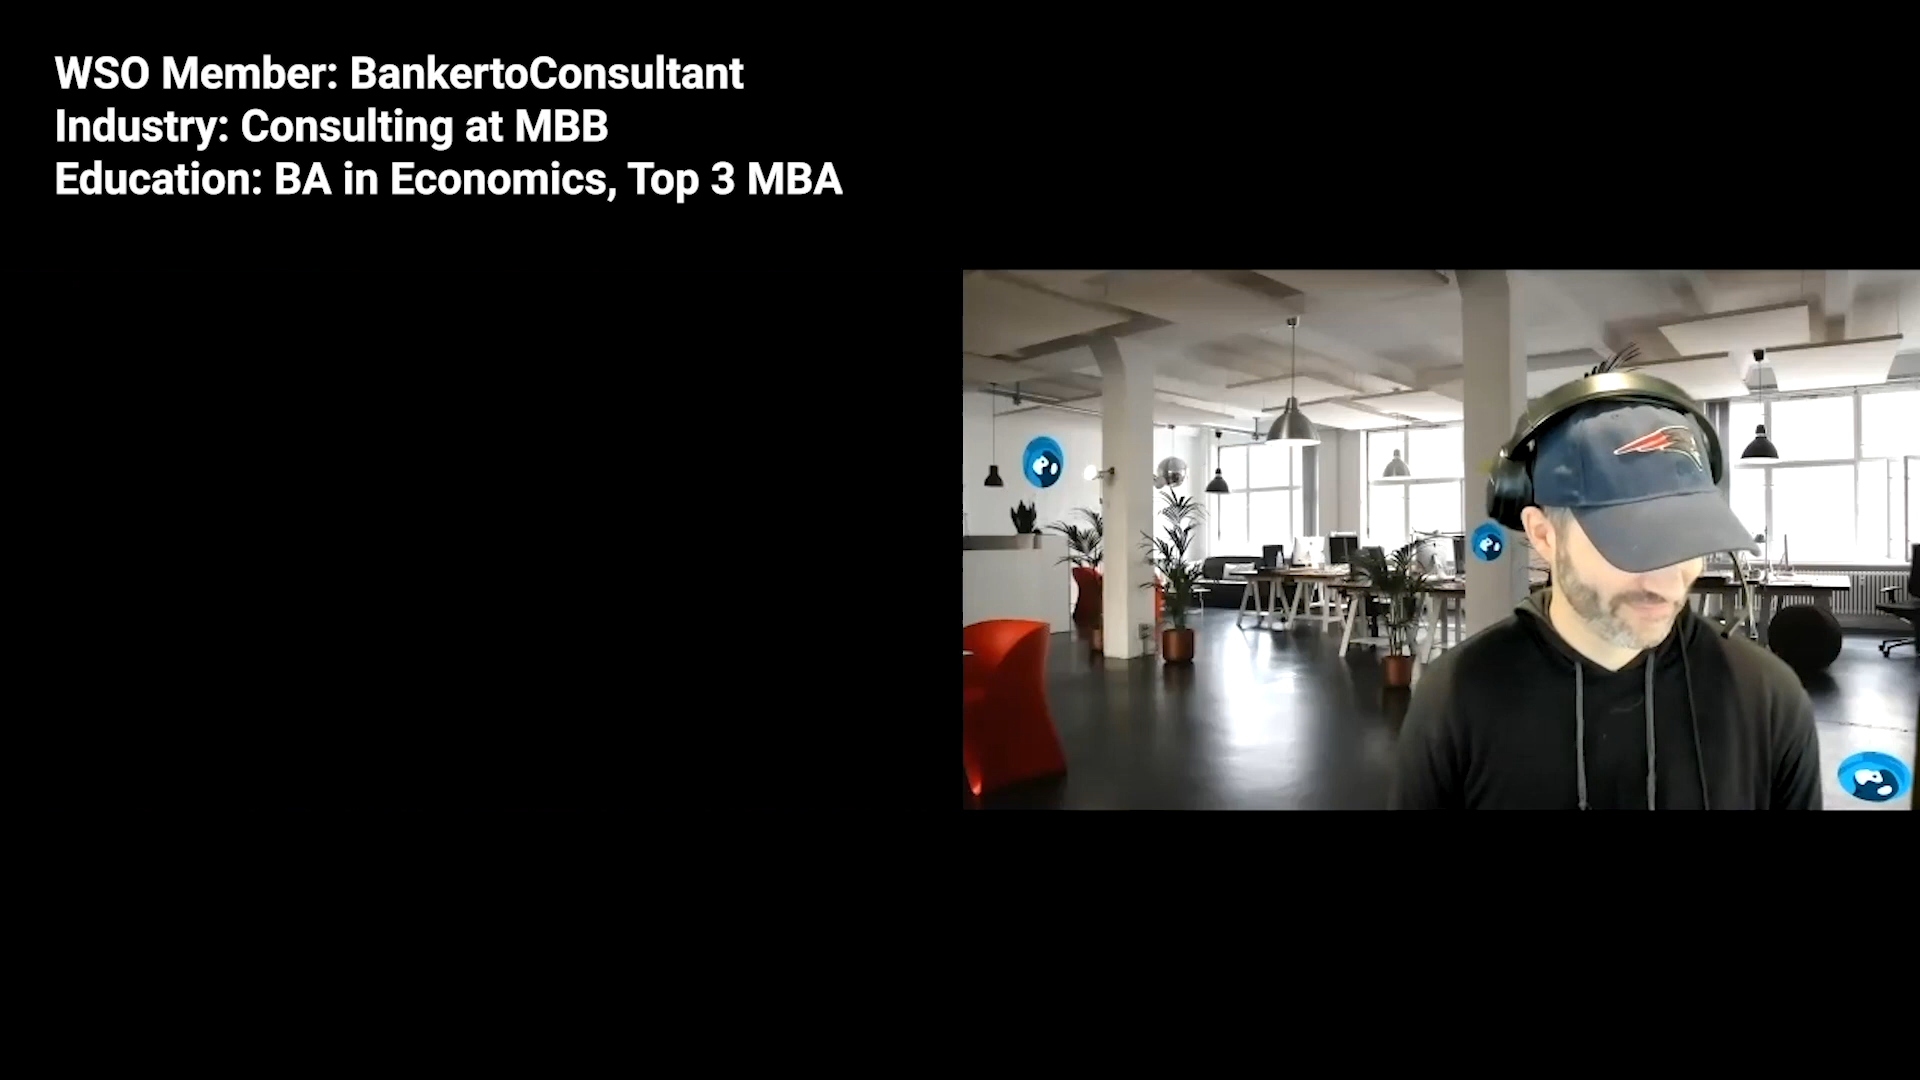 WSO Member: BankertoConsultant
Industry: Consulting at MBB
Education: BA in Economics, Top 3 MBA